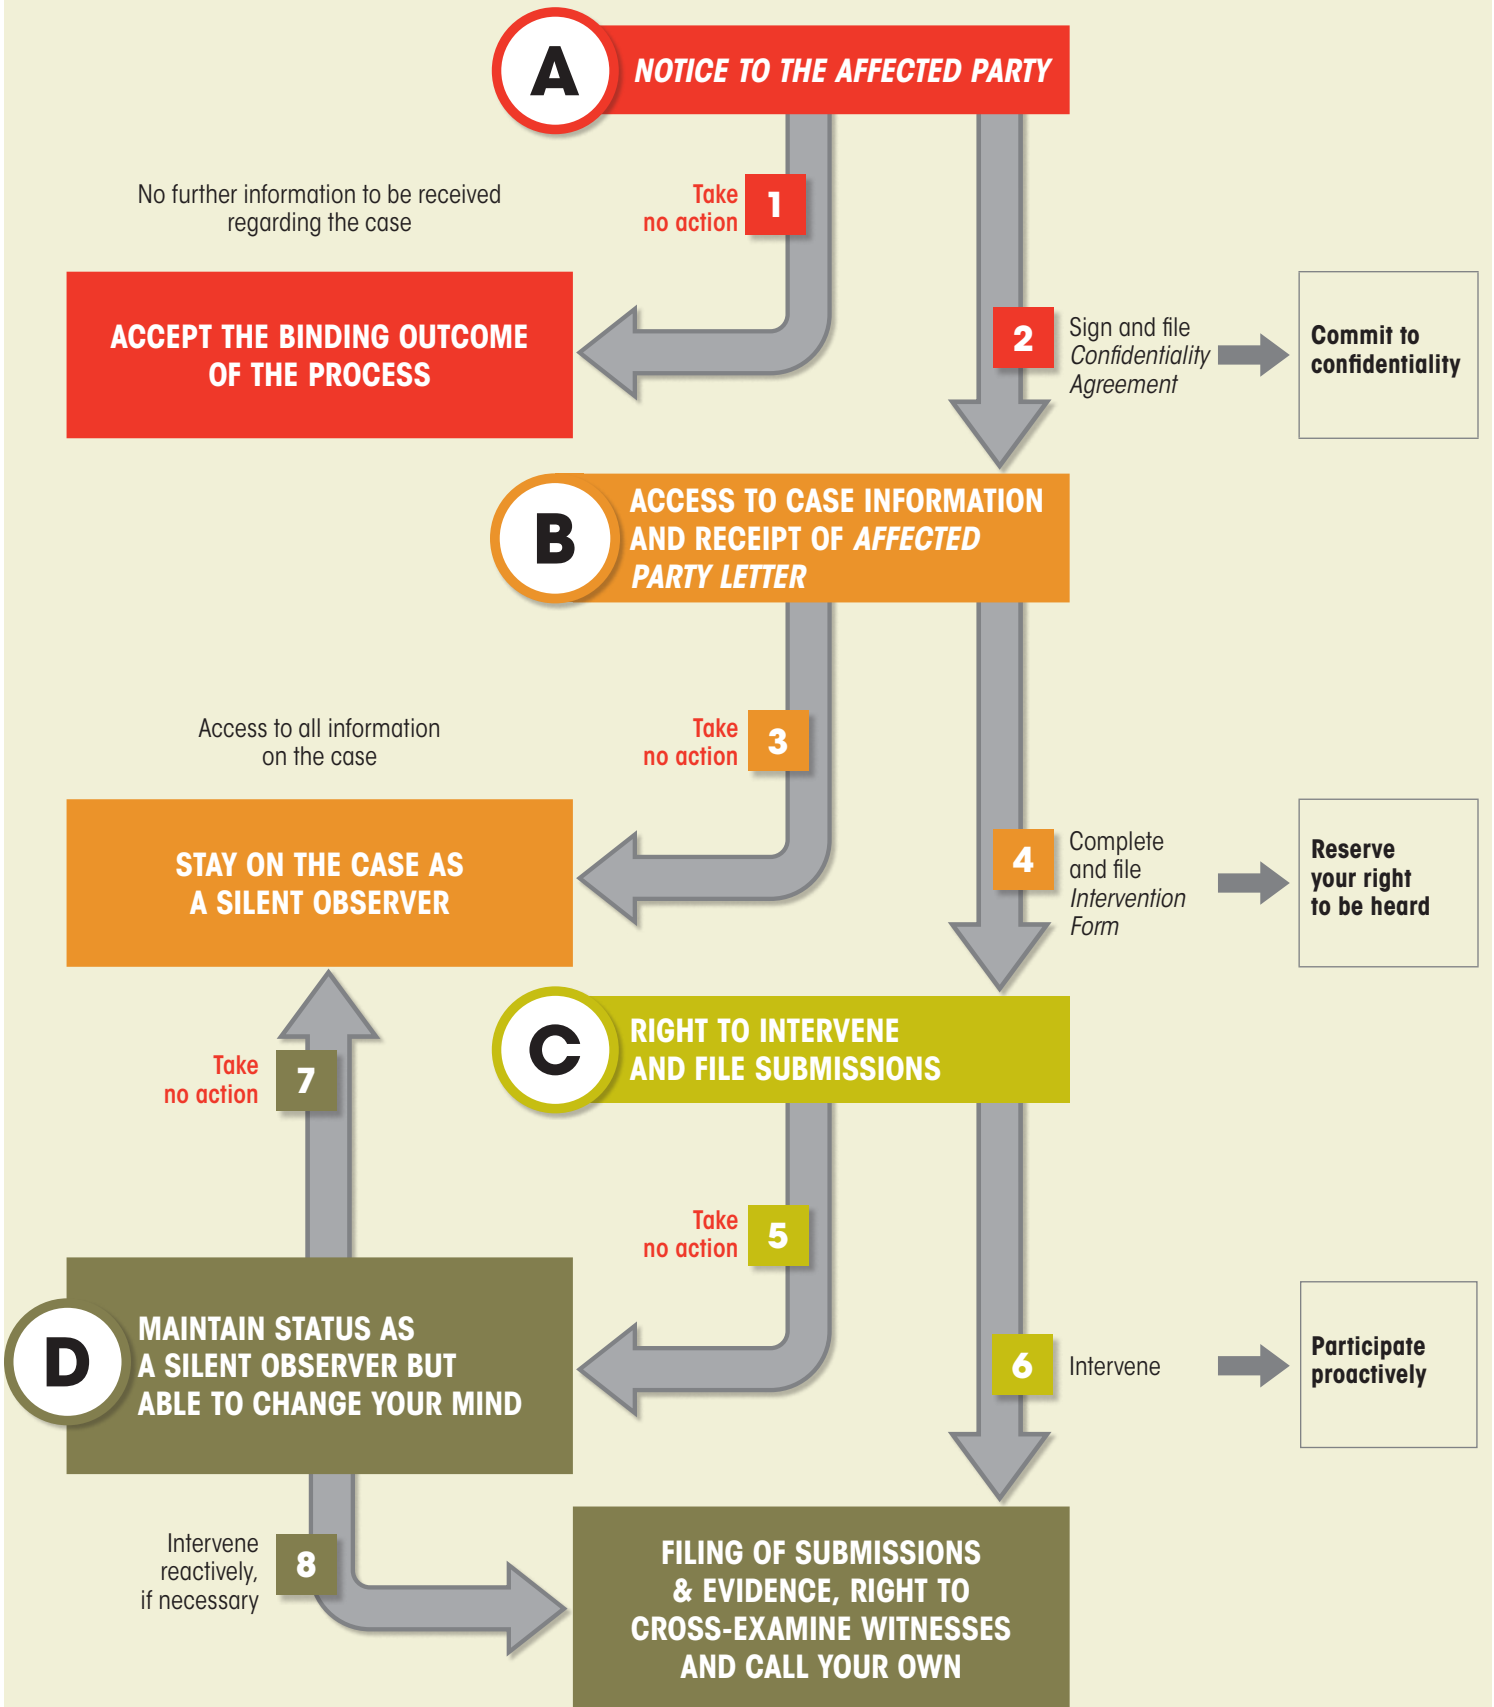 A
NOTICE TO THE AFFECTED PARTY
No further information to be received
regarding the case
Take
no action
1
ACCEPT THE BINDING OUTCOME
OF THE PROCESS
2
Sign and file
Confidentiality
Agreement
Commit to
confidentiality
B
ACCESS TO CASE INFORMATION
AND RECEIPT OF AFFECTED
PARTY LETTER
Access to all information
on the case
Take
no action
3
STAY ON THE CASE AS
A SILENT OBSERVER
4
Complete
and file
Intervention
Form
Reserve
your right
to be heard
C
RIGHT TO INTERVENE
AND FILE SUBMISSIONS
Take
no action
7
Take
no action
5
D
MAINTAIN STATUS AS
A SILENT OBSERVER BUT
ABLE TO CHANGE YOUR MIND
6
Intervene
Participate
proactively
Intervene
reactively,
if necessary
8
FILING OF SUBMISSIONS
& EVIDENCE, RIGHT TO
CROSS-EXAMINE WITNESSES
AND CALL YOUR OWN